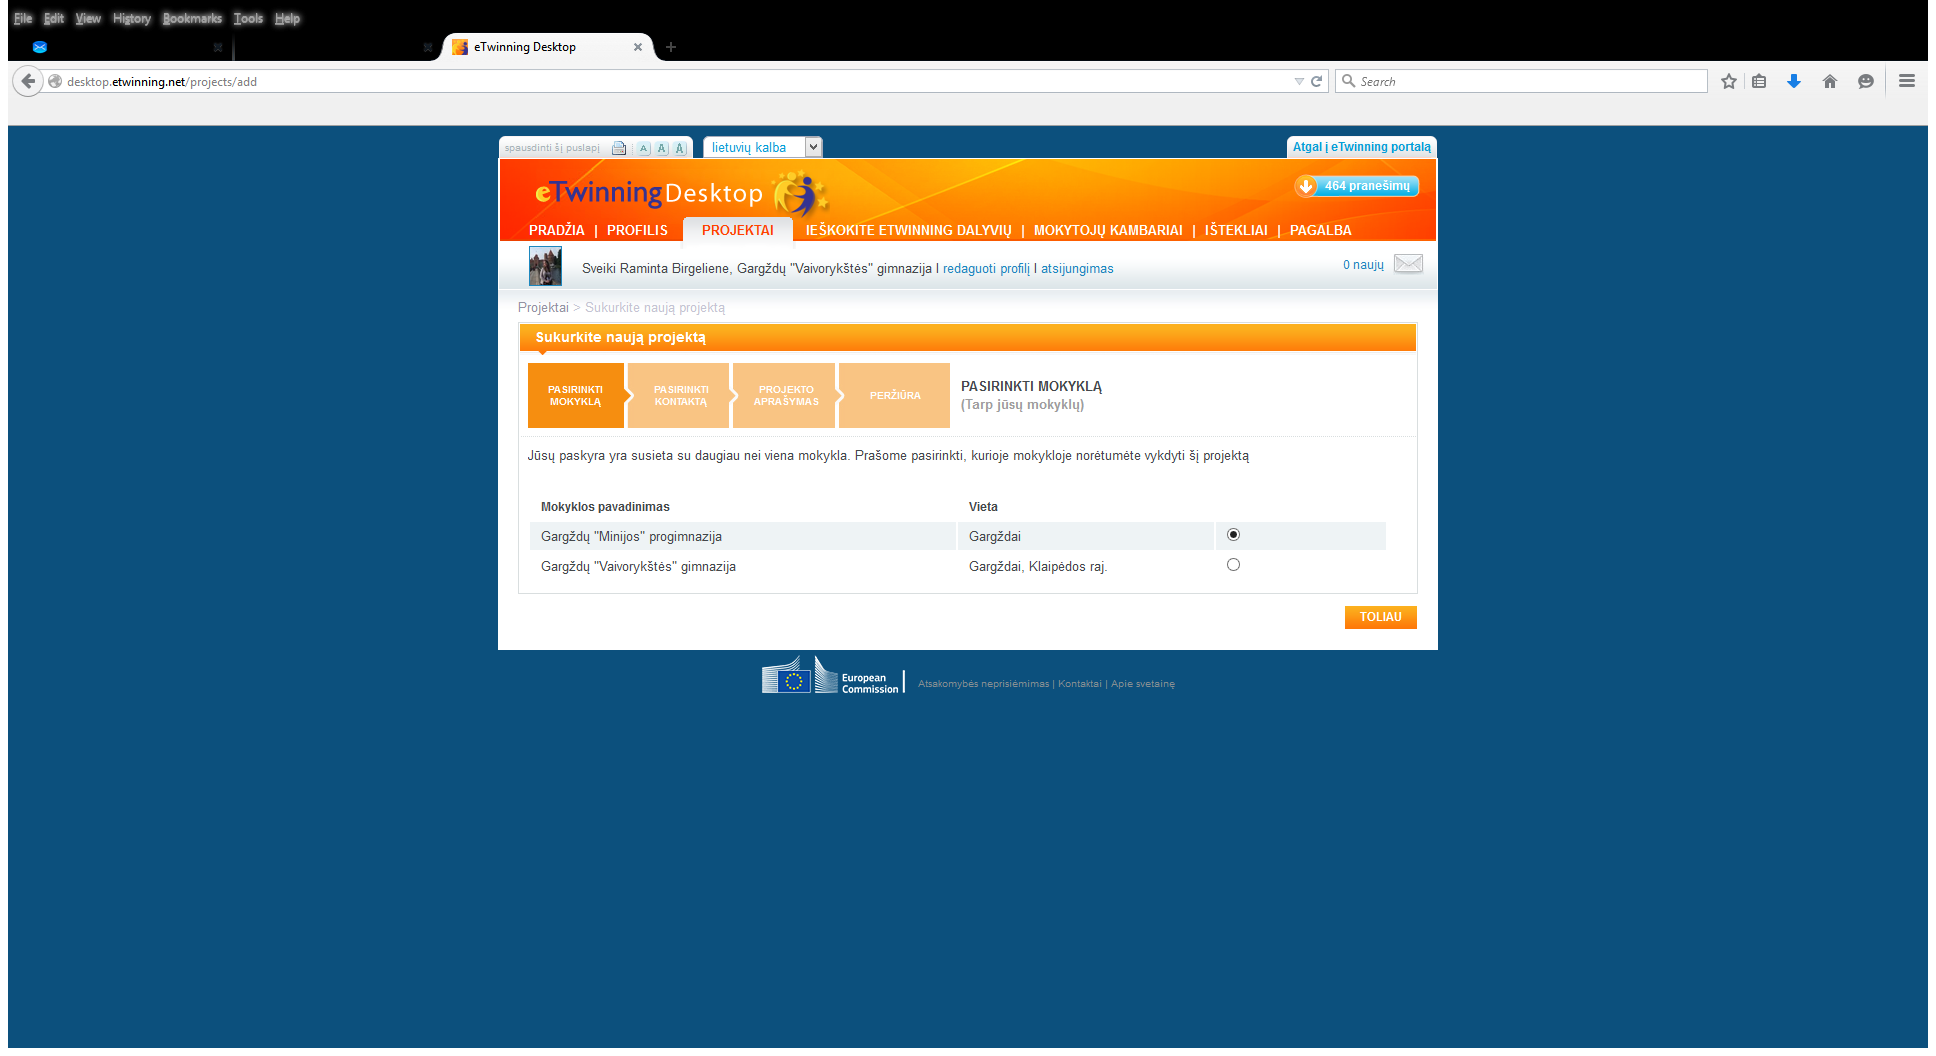 File Edit View History Bookmarks Tools Help
eTwinning Desktop
desktop.etwinning.net/projects/add
Search
spausdinti šį puslapį A A A
lietuvių kalba
Atgal į eTwinning portalą
eTwinning Desktop
464 pranešimų
PRADŽIA | PROFILIS PROJEKTAI IEŠKOKITE ETWINNING DALYVIŲ | MOKYTOJŲ KAMBARIAI | IŠTEKLIAI | PAGALBA
Sveiki Raminta Birgeliene, Gargždų "Vaivorykštės" gimnazija I redaguoti profilį I atsijungimas
0 naujų
Projektai > Sukurkite naują projektą
Sukurkite naują projektą
PASIRINKTI
MOKYKLĄ
PASIRINKTI
KONTAKTĄ
PROJEKTO
APRAŠYMAS
PERŽIŪRA
PASIRINKTI MOKYKLĄ
(Tarp jūsų mokyklų)
Jūsų paskyra yra susieta su daugiau nei viena mokykla. Prašome pasirinkti, kurioje mokykloje norėtumėte vykdyti šį projektą
Mokyklos pavadinimas Vieta
Gargždų "Minijos" progimnazija Gargždai
Gargždų "Vaivorykštės" gimnazija Gargždai, Klaipėdos raj.
TOLIAU
European
Commission
Atsakomybės neprisiėmimas | Kontaktai | Apie svetainę